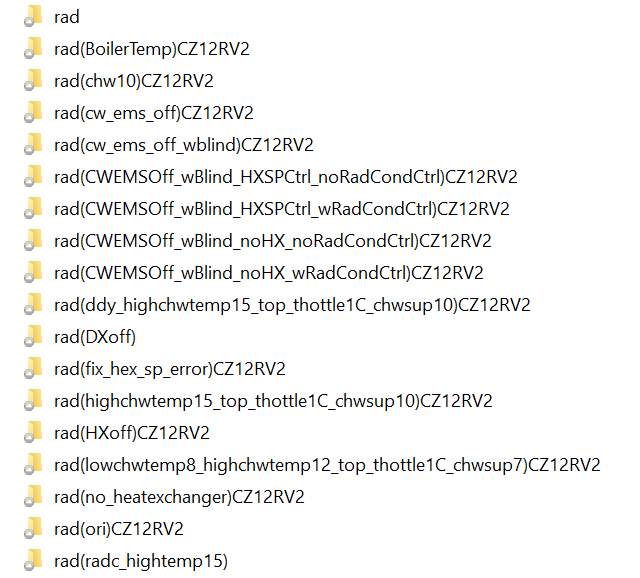 rad
rad(BoilerTemp)CZ12RV2
rad(chw10)CZ12RV2
rad(cw_ems_off)CZ12RV2
rad(cw_ems_off_wblind)CZ12RV2
rad(CWEMSOff_wBlind_HXSPCtrl_noRadCondCtrl)CZ12RV2
rad(CWEMSOff_wBlind_HXSPCtrl_wRadCondCtrl)CZ12RV2
rad(CWEMSOff_wBlind_noHX_noRadCondCtrl)CZ12RV2
rad(CWEMSOff_wBlind_noHX_wRadCondCtrl)CZ12RV2
rad(ddy_highchwtemp15_top_thottle1C_chwsup10)CZ12RV2
rad(DXoff)
rad(fix_hex_sp_error)CZ12RV2
rad(highchwtemp15_top_thottle1C_chwsup10)CZ12RV2
rad(HXoff)CZ12RV2
rad(lowchwtemp8_highchwtemp12_top_thottle1C_chwsup7)CZ12RV2
rad(no_heatexchanger)CZ12RV2
rad(ori)CZ12RV2
rad(radc_hightemp15)